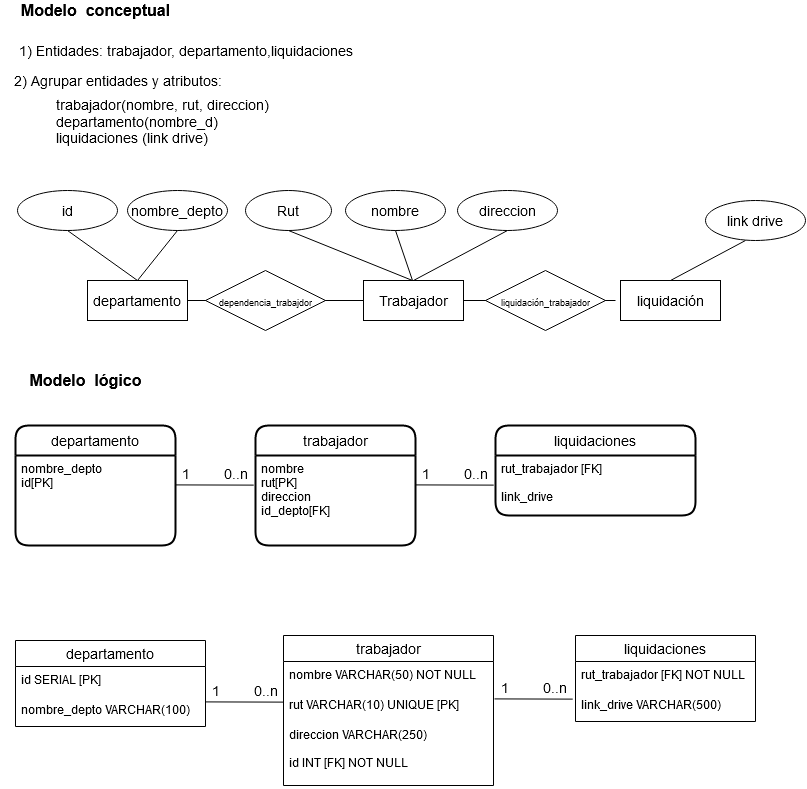 Modelo conceptual
1) Entidades: trabajador, departamento,liquidaciones
2) Agrupar entidades y atributos:
trabajador(nombre, rut, direccion)
departamento(nombre_d)
liquidaciones (link drive)
id
nombre_depto
Rut
nombre
direccion
link drive
departamento
dependencia_trabajdor
Trabajador
liquidación_trabajador
liquidación
Modelo lógico
departamento
nombre_depto
id[PK]
1
0..n
trabajador
nombre
rut[PK]
direccion
id_depto[FK]
1
0..n
liquidaciones
rut_trabajador [FK]
link_drive
departamento
id SERIAL [PK]
nombre_depto VARCHAR(100)
1
0..n
trabajador
nombre VARCHAR(50) NOT NULL
rut VARCHAR(10) UNIQUE [PK]
direccion VARCHAR(250)
id INT [FK] NOT NULL
1
0..n
liquidaciones
rut_trabajador [FK] NOT NULL
link_drive VARCHAR(500)